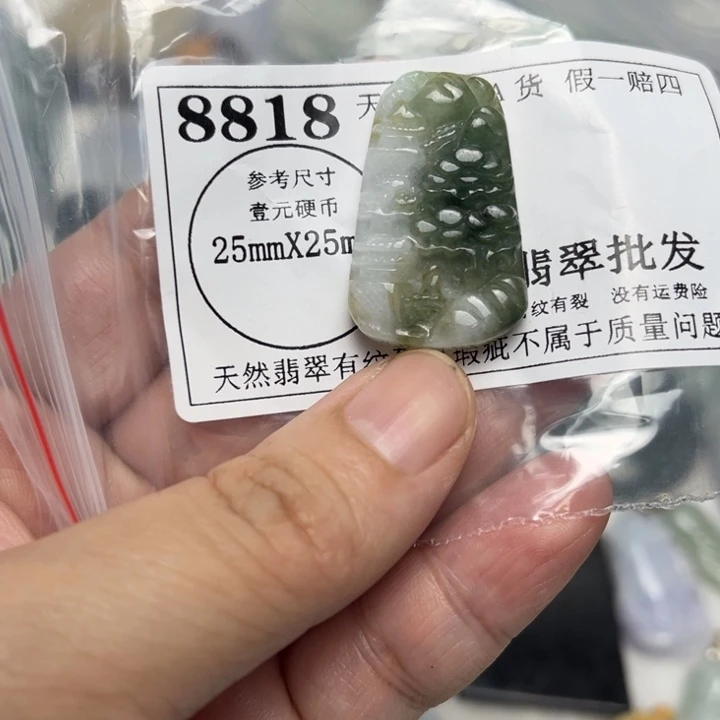 8818 天 A货 假一赔四
参考尺寸
壹元硬币
25mmX25m
翡翠批发
纹有裂 没有运费险
天然翡翠有纹 瑕疵不属于质量问题